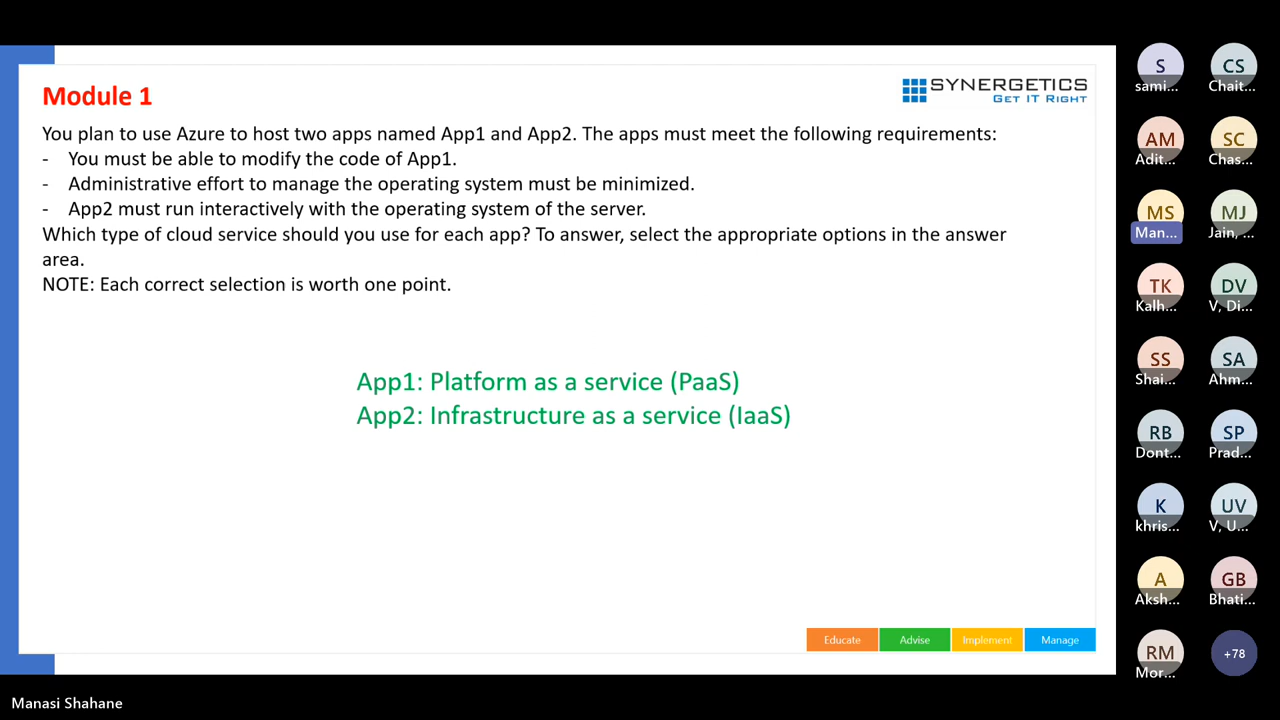 Module 1
SYNERGETICS
GET IT RIGHT
You plan to use Azure to host two apps named App1 and App2. The apps must meet the following requirements:
- You must be able to modify the code of App1.
- Administrative effort to manage the operating system must be minimized.
- App2 must run interactively with the operating system of the server.
Which type of cloud service should you use for each app? To answer, select the appropriate options in the answer
area.
NOTE: Each correct selection is worth one point.
App1: Platform as a service (PaaS)
App2: Infrastructure as a service (IaaS)
Educate Advise Implement Manage
S CS
sami... Chait...
AM SC
Adit... Chas...
MS MJ
Man... Jain, ...
TK DV
Kalh... V, Di...
SS SA
Shai... Ahm...
RB SP
Dont... Prad...
K UV
khris... V, U...
A GB
Aksh... Bhati...
RM +78
Mor...
Manasi Shahane